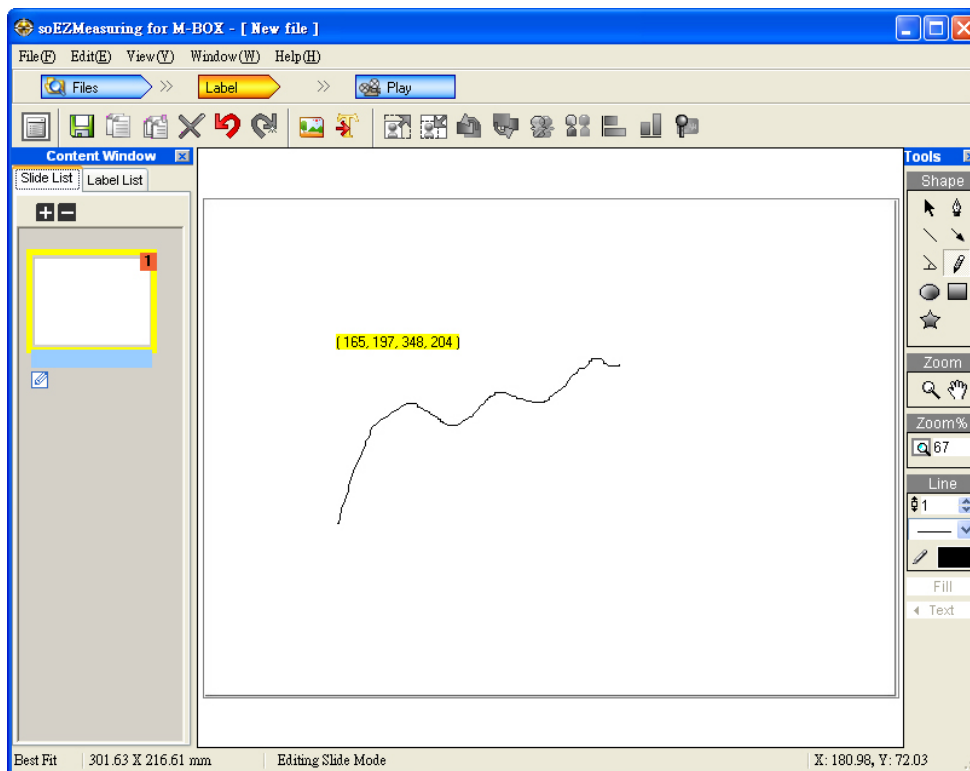 soEZMeasuring for M-BOX - [ New file ]
File(F) Edit(E) View(V) Window(W) Help(H)
Files Label Play
Content Window
Slide List Label List
1
( 165, 197, 348, 204 )
Tools
Shape
Zoom
Zoom%
67
Line
1
Fill
Text
Best Fit 301.63 X 216.61 mm Editing Slide Mode X: 180.98, Y: 72.03